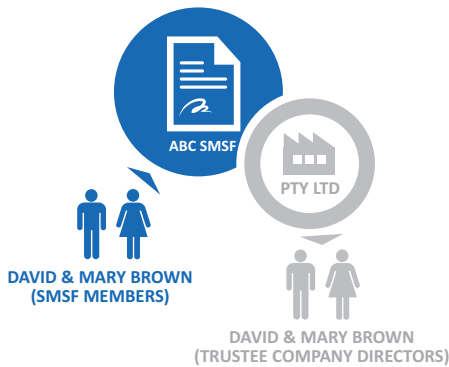 ABC SMSF
PTY LTD
DAVID & MARY BROWN
(SMSF MEMBERS)
DAVID & MARY BROWN
(TRUSTEE COMPANY DIRECTORS)